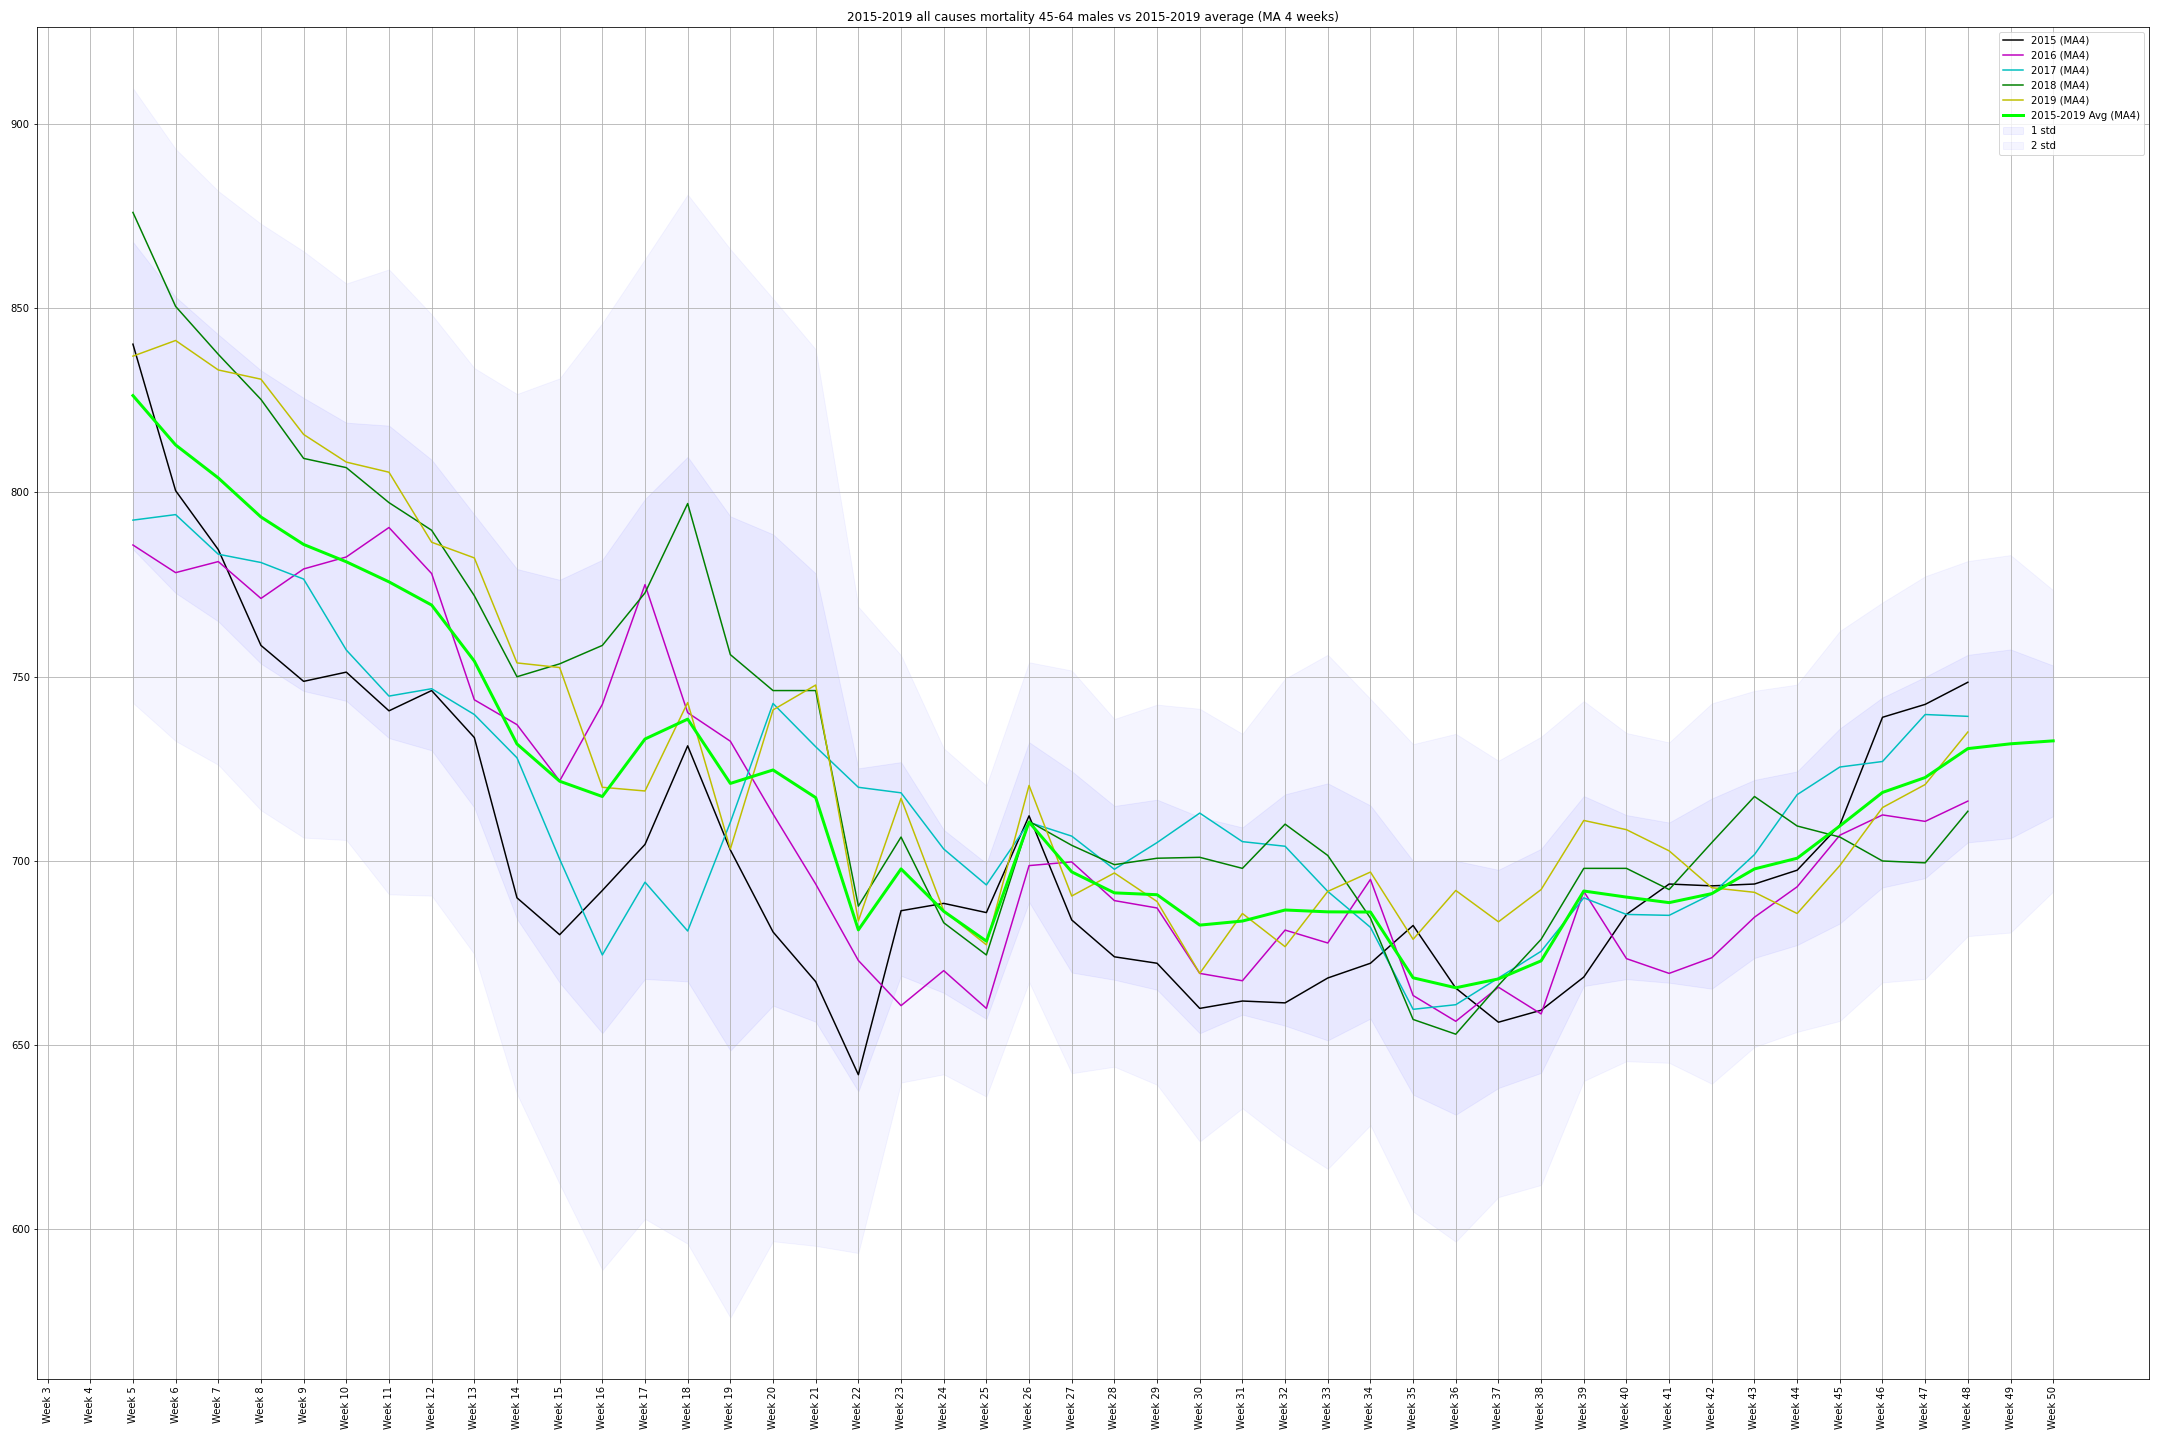 2015-2019 all causes mortality 45-64 males vs 2015-2019 average (MA 4 weeks)
2015 (MA4)
2016 (MA4)
2017 (MA4)
2018 (MA4)
2019 (MA4)
2015-2019 Avg (MA4)
1 std
2 std
900
850
800
750
700
650
600
Week 3
Week 4
Week 5
Week 6
Week 7
Week 8
Week 9
Week 10
Week 11
Week 12
Week 13
Week 14
Week 15
Week 16
Week 17
Week 18
Week 19
Week 20
Week 21
Week 22
Week 23
Week 24
Week 25
Week 26
Week 27
Week 28
Week 29
Week 30
Week 31
Week 32
Week 33
Week 34
Week 35
Week 36
Week 37
Week 38
Week 39
Week 40
Week 41
Week 42
Week 43
Week 44
Week 45
Week 46
Week 47
Week 48
Week 49
Week 50